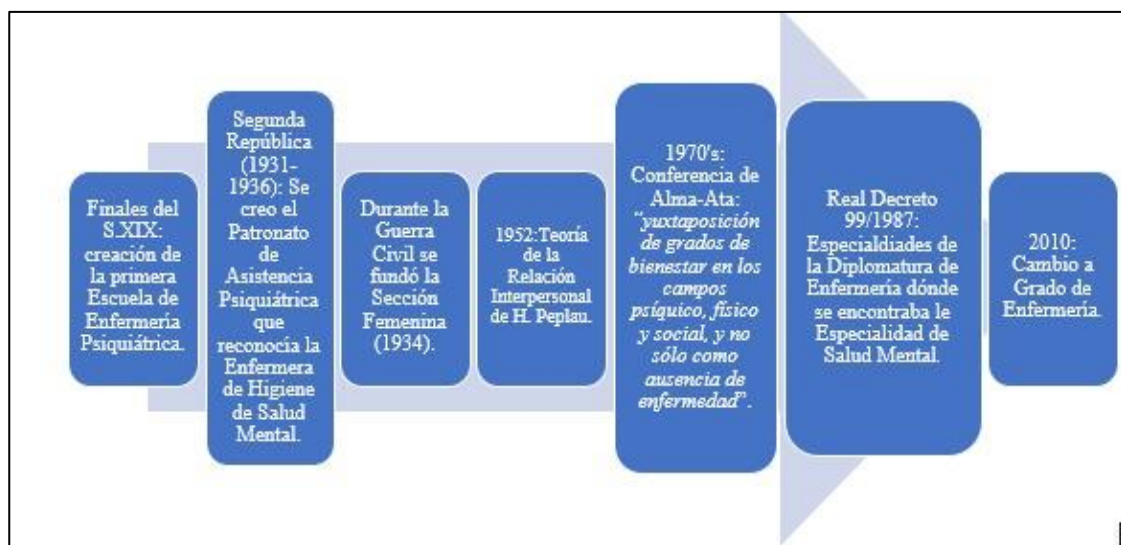 Finales del
S.XIX:
creación de
la primera
Escuela de
Enfermería
Psiquiátrica.
Segunda
República
(1931-
1936): Se
creo el
Patronato
de
Asistencia
Psiquiátrica
que
reconocía la
Enfermera
de Higiene
de Salud
Mental.
Durante la
Guerra
Civil se
fundó la
Sección
Femenina
(1934).
1952:Teoría
de la
Relación
Interpersonal
de H. Peplau.
1970's:
Conferencia de
Alma-Ata:
"yuxtaposición
de grados de
bienestar en los
campos
psíquico, físico
y social, y no
sólo como
ausencia de
enfermedad".
Real Decreto
99/1987:
Especialdiades de
la Diplomatura de
Enfermería dónde
se encontraba le
Especialidad de
Salud Mental.
2010:
Cambio a
Grado de
Enfermería.